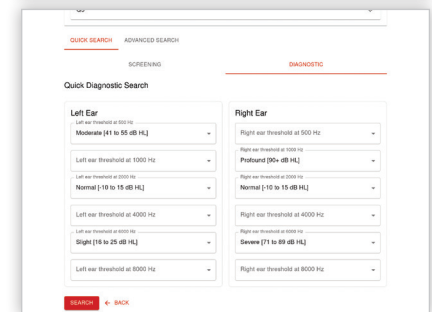 QUICK SEARCH ADVANCED SEARCH
SCREENING DIAGNOSTIC
Quick Diagnostic Search
Left Ear
Left ear threshold at 500 Hz
Moderate [41 to 55 dB HL]
Left ear threshold at 1000 Hz
Left ear threshold at 2000 Hz
Normal [-10 to 15 dB HL]
Left ear threshold at 4000 Hz
Left ear threshold at 6000 Hz
Slight [16 to 25 dB HL]
Left ear threshold at 8000 Hz
Right Ear
Right ear threshold at 500 Hz
Right ear threshold at 1000 Hz
Profound [90+ dB HL]
Right ear threshold at 2000 Hz
Normal [-10 to 15 dB HL]
Right ear threshold at 4000 Hz
Right ear threshold at 6000 Hz
Severe [71 to 89 dB HL]
Right ear threshold at 8000 Hz
SEARCH ← BACK